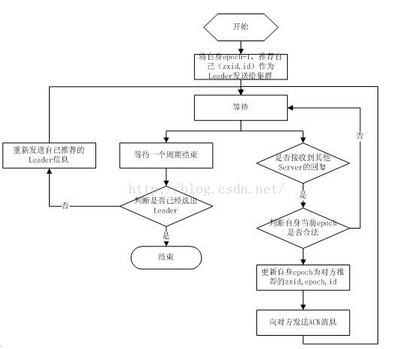 开始
将自身epoch-1，推荐自
己（zxid,id）作为
Leader发送给集群
等待
重新发送自己推荐的
Leader信息
等待一个周期结束
是否接收到其他
Server的回复
否
http://blog.csdn.net/
是
判断是否已经选出
Leader
否
判断自身当前epoch
是否合法
是
结束
更新自身epoch为对方推
荐的zxid,epoch,id
向对方发送ACK消息